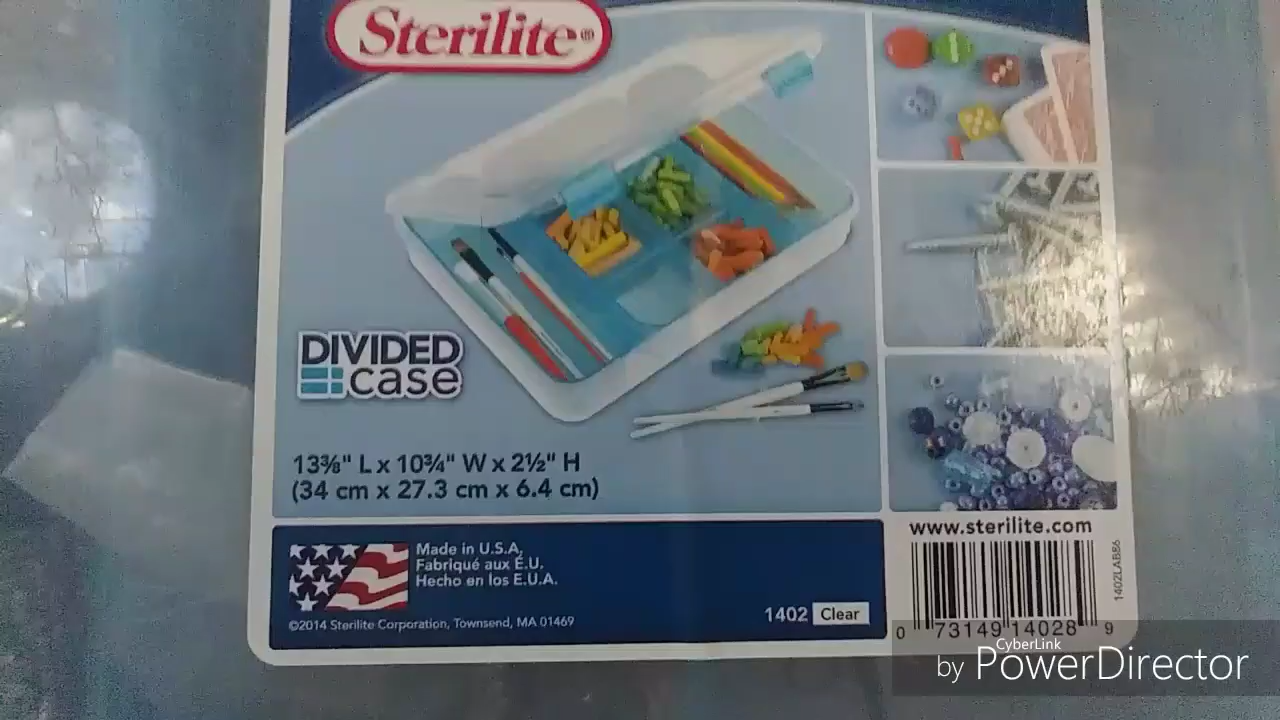 Sterilite®
DIVIDED
case
13⅜" L x 10¾" W x 2½" H
(34 cm x 27.3 cm x 6.4 cm)
Made in U.S.A.
Fabriqué aux É.U.
Hecho en los E.U.A.
©2014 Sterilite Corporation, Townsend, MA 01469
1402 Clear
www.sterilite.com
1402LAB86
0 73149 14028 9
CyberLink
by PowerDirector